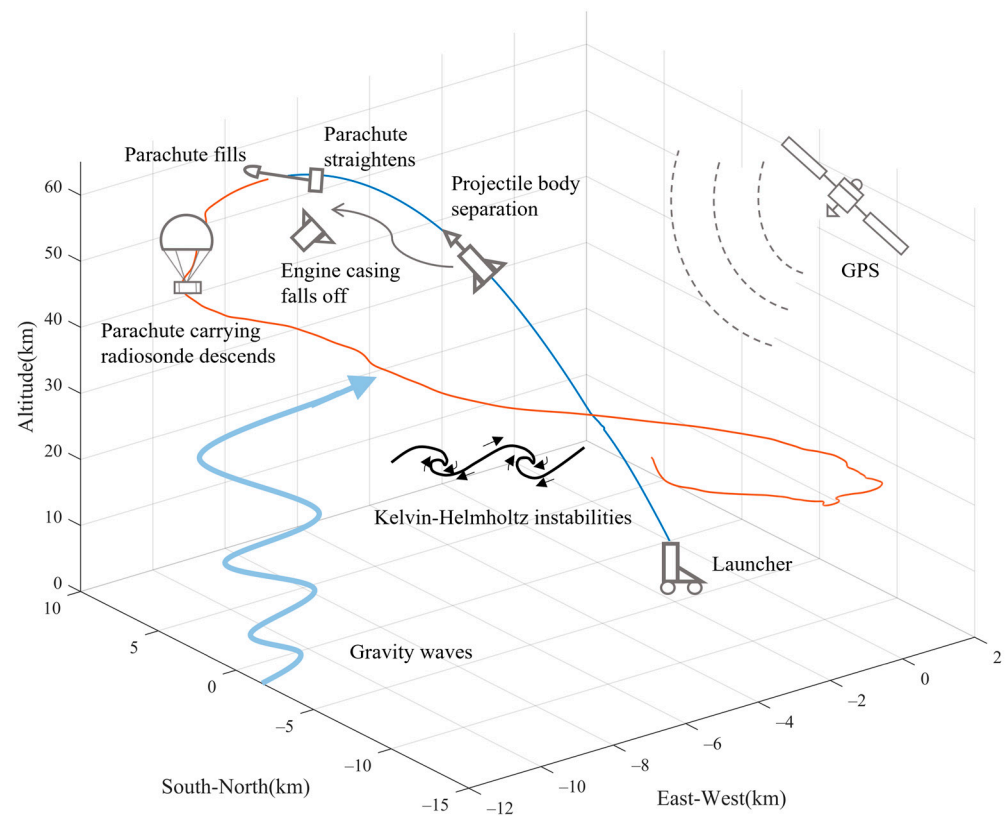 Parachute
straightens
Parachute fills
Projectile body
separation
GPS
Engine casing
falls off
Parachute carrying
radiosonde descends
Kelvin-Helmholtz instabilities
Launcher
Gravity waves
Altitude(km)
60
50
40
30
20
10
0
10
5
0
–5
–10
–15
South-North(km)
–12
–10
–8
–6
–4
–2
0
2
East-West(km)